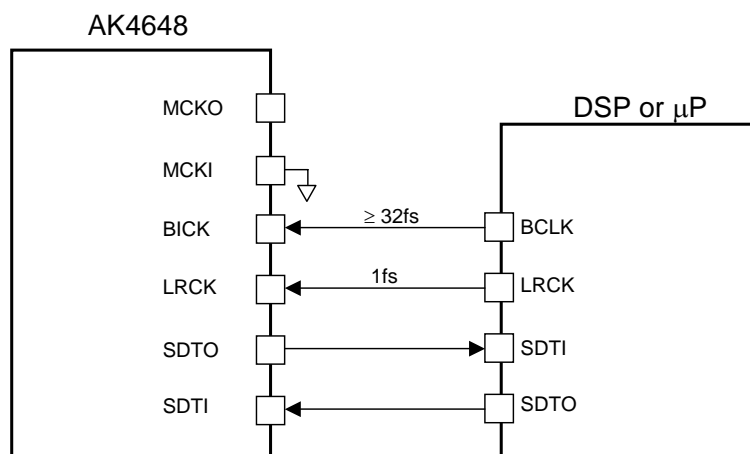 AK4648
DSP or μP
MCKO
MCKI
BICK
≥ 32fs
BCLK
LRCK
1fs
LRCK
SDTO
SDTI
SDTI
SDTO